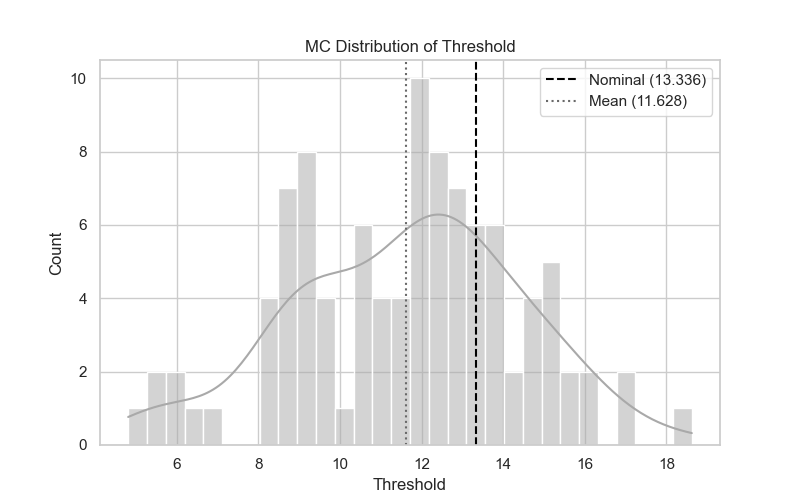 MC Distribution of Threshold
Nominal (13.336)
Mean (11.628)
10
8
6
4
2
0
Count
6 8 10 12 14 16 18
Threshold